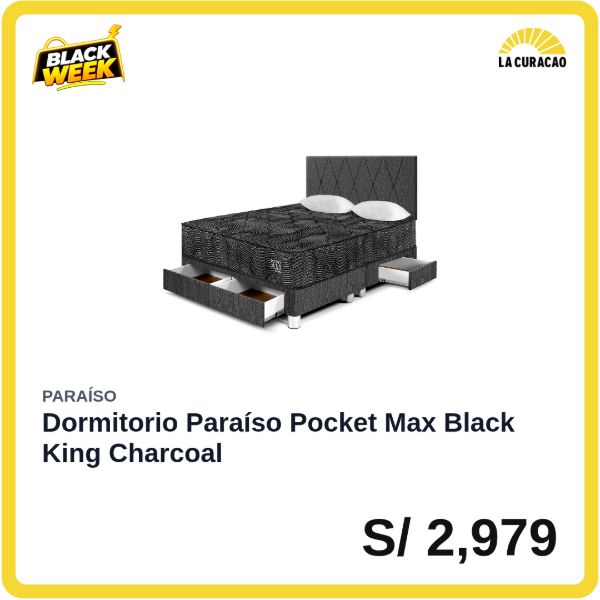 BLACK
WEEK
LA CURACAO
PARAÍSO
Dormitorio Paraíso Pocket Max Black
King Charcoal
S/ 2,979